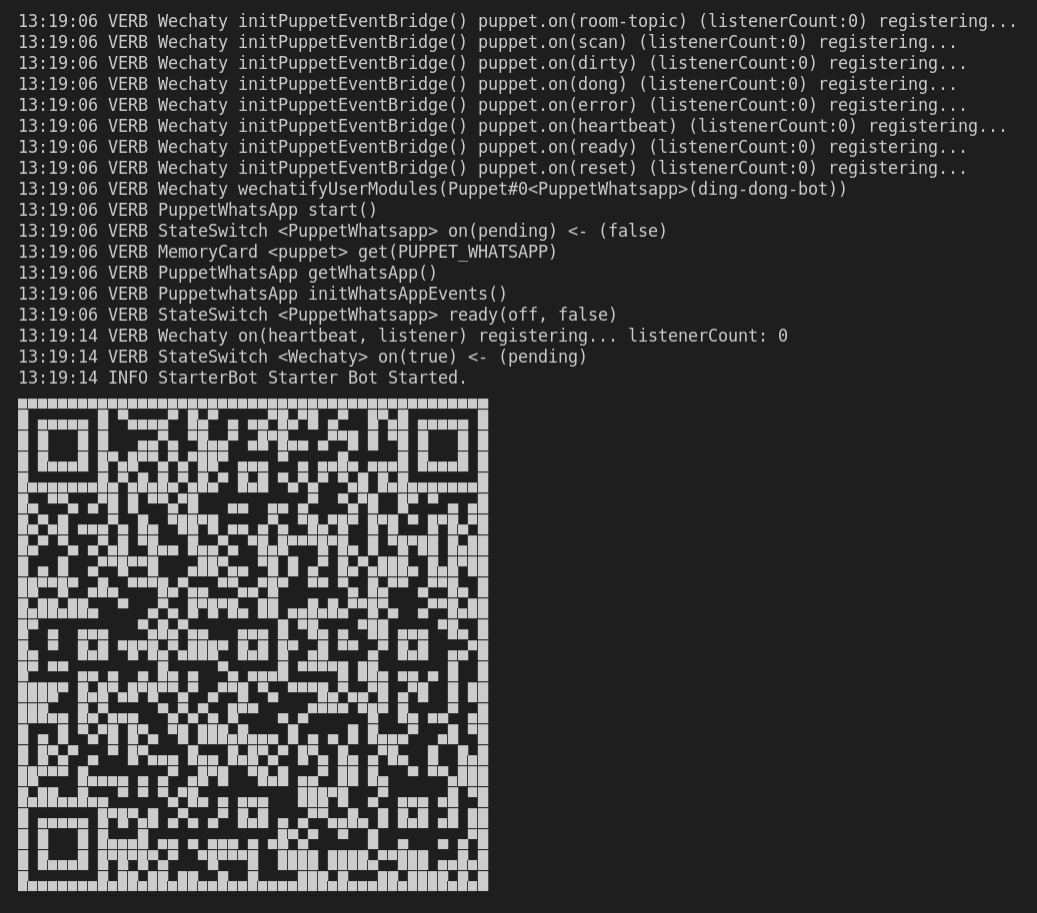 13:19:06 VERB Wechaty initPuppetEventBridge() puppet.on(room-topic) (listenerCount:0) registering...
13:19:06 VERB Wechaty initPuppetEventBridge() puppet.on(scan) (listenerCount:0) registering...
13:19:06 VERB Wechaty initPuppetEventBridge() puppet.on(dirty) (listenerCount:0) registering...
13:19:06 VERB Wechaty initPuppetEventBridge() puppet.on(dong) (listenerCount:0) registering...
13:19:06 VERB Wechaty initPuppetEventBridge() puppet.on(error) (listenerCount:0) registering...
13:19:06 VERB Wechaty initPuppetEventBridge() puppet.on(heartbeat) (listenerCount:0) registering...
13:19:06 VERB Wechaty initPuppetEventBridge() puppet.on(ready) (listenerCount:0) registering...
13:19:06 VERB Wechaty initPuppetEventBridge() puppet.on(reset) (listenerCount:0) registering...
13:19:06 VERB Wechaty wechatifyUserModules(Puppet#0<PuppetWhatsapp>(ding-dong-bot))
13:19:06 VERB PuppetWhatsApp start()
13:19:06 VERB StateSwitch <PuppetWhatsapp> on(pending) <- (false)
13:19:06 VERB MemoryCard <puppet> get(PUPPET_WHATSAPP)
13:19:06 VERB PuppetWhatsApp getWhatsApp()
13:19:06 VERB PuppetwhatsApp initWhatsAppEvents()
13:19:06 VERB StateSwitch <PuppetWhatsapp> ready(off, false)
13:19:14 VERB Wechaty on(heartbeat, listener) registering... listenerCount: 0
13:19:14 VERB StateSwitch <Wechaty> on(true) <- (pending)
13:19:14 INFO StarterBot Starter Bot Started.